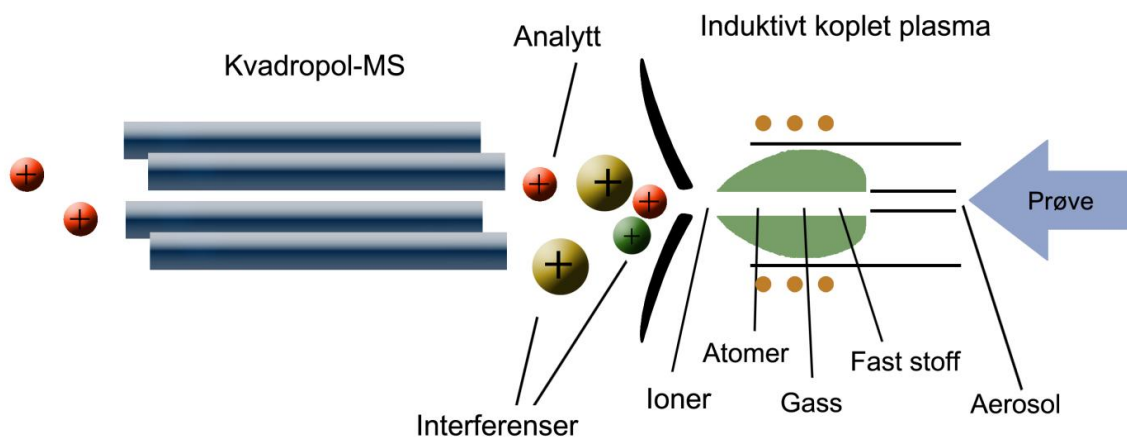 Analytt
Induktivt koplet plasma
Kvadropol-MS
Prøve
Atomer
Fast stoff
Ioner
Gass
Aerosol
Interferenser